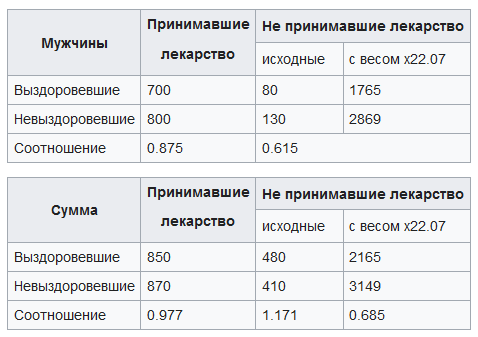 Мужчины Принимавшие лекарство Не принимавшие лекарство
исходные с весом x22.07
Выздоровевшие 700 80 1765
Невыздоровевшие 800 130 2869
Соотношение 0.875 0.615
Сумма Принимавшие лекарство Не принимавшие лекарство
исходные с весом x22.07
Выздоровевшие 850 480 2165
Невыздоровевшие 870 410 3149
Соотношение 0.977 1.171 0.685